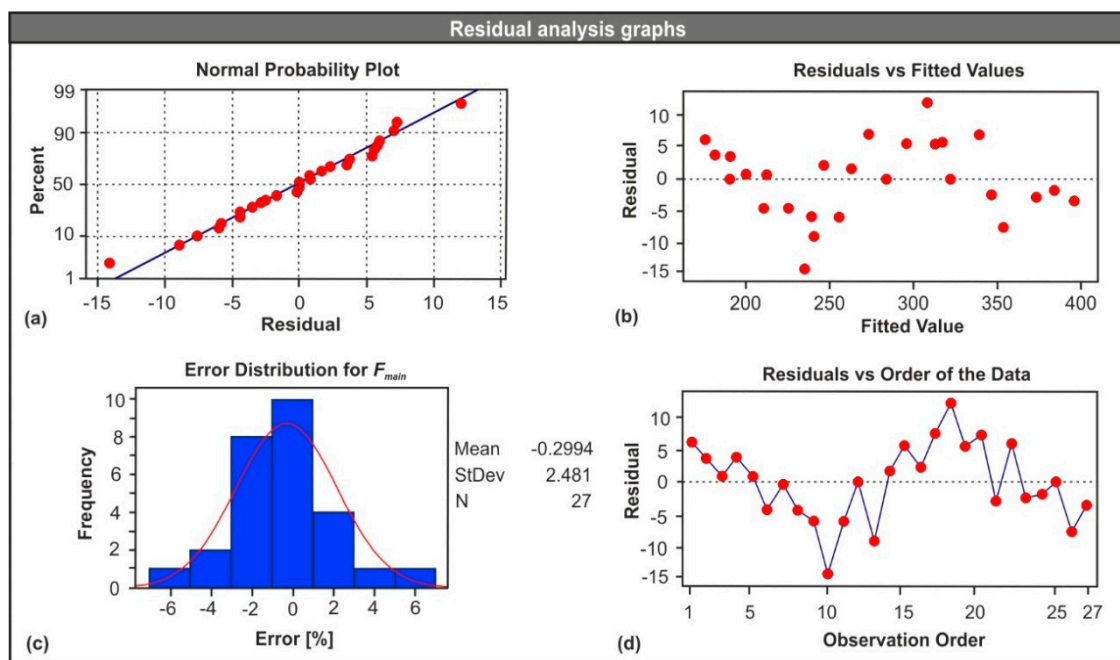 Residual analysis graphs
Normal Probability Plot
99
90
50
10
1
Percent
-15 -10 -5 0 5 10 15
Residual
(a)
Residuals vs Fitted Values
10
5
0
-5
-10
-15
Residual
200 250 300 350 400
Fitted Value
(b)
Error Distribution for F_main
10
8
6
4
2
0
Frequency
-6 -4 -2 0 2 4 6
Error [%]
(c)
Mean -0.2994
StDev 2.481
N 27
Residuals vs Order of the Data
10
5
0
-5
-10
-15
Residual
1 5 10 15 20 25 27
Observation Order
(d)